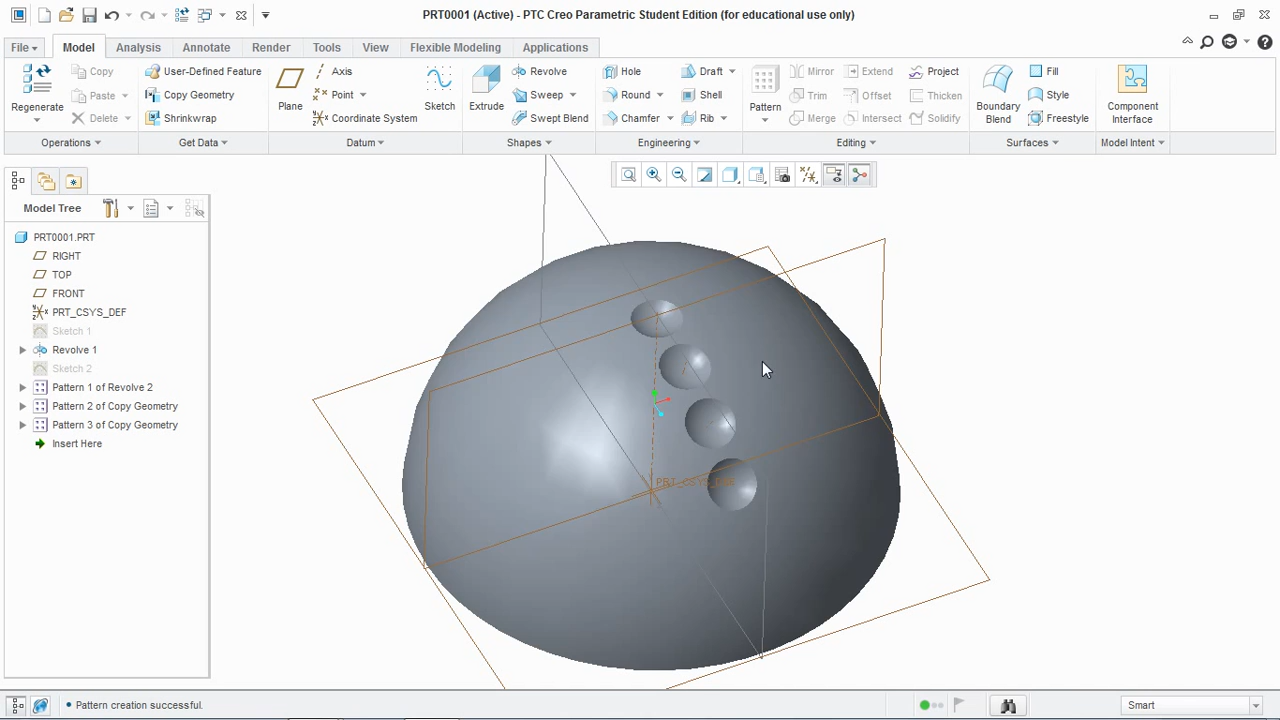 PRT0001 (Active) - PTC Creo Parametric Student Edition (for educational use only)
File Model Analysis Annotate Render Tools View Flexible Modeling Applications
Regenerate
Copy
Paste
Delete
Operations
User-Defined Feature
Copy Geometry
Shrinkwrap
Get Data
Plane
Axis
Point
Coordinate System
Sketch
Datum
Extrude
Revolve
Sweep
Swept Blend
Shapes
Hole
Round
Chamfer
Draft
Shell
Rib
Engineering
Pattern
Mirror
Trim
Merge
Extend
Offset
Intersect
Project
Thicken
Solidify
Editing
Boundary
Blend
Fill
Style
Freestyle
Surfaces
Component
Interface
Model Intent
Model Tree
PRT0001.PRT
RIGHT
TOP
FRONT
PRT_CSYS_DEF
Sketch 1
Revolve 1
Sketch 2
Pattern 1 of Revolve 2
Pattern 2 of Copy Geometry
Pattern 3 of Copy Geometry
Insert Here
PRT_CSYS_DEF
Pattern creation successful.
Smart